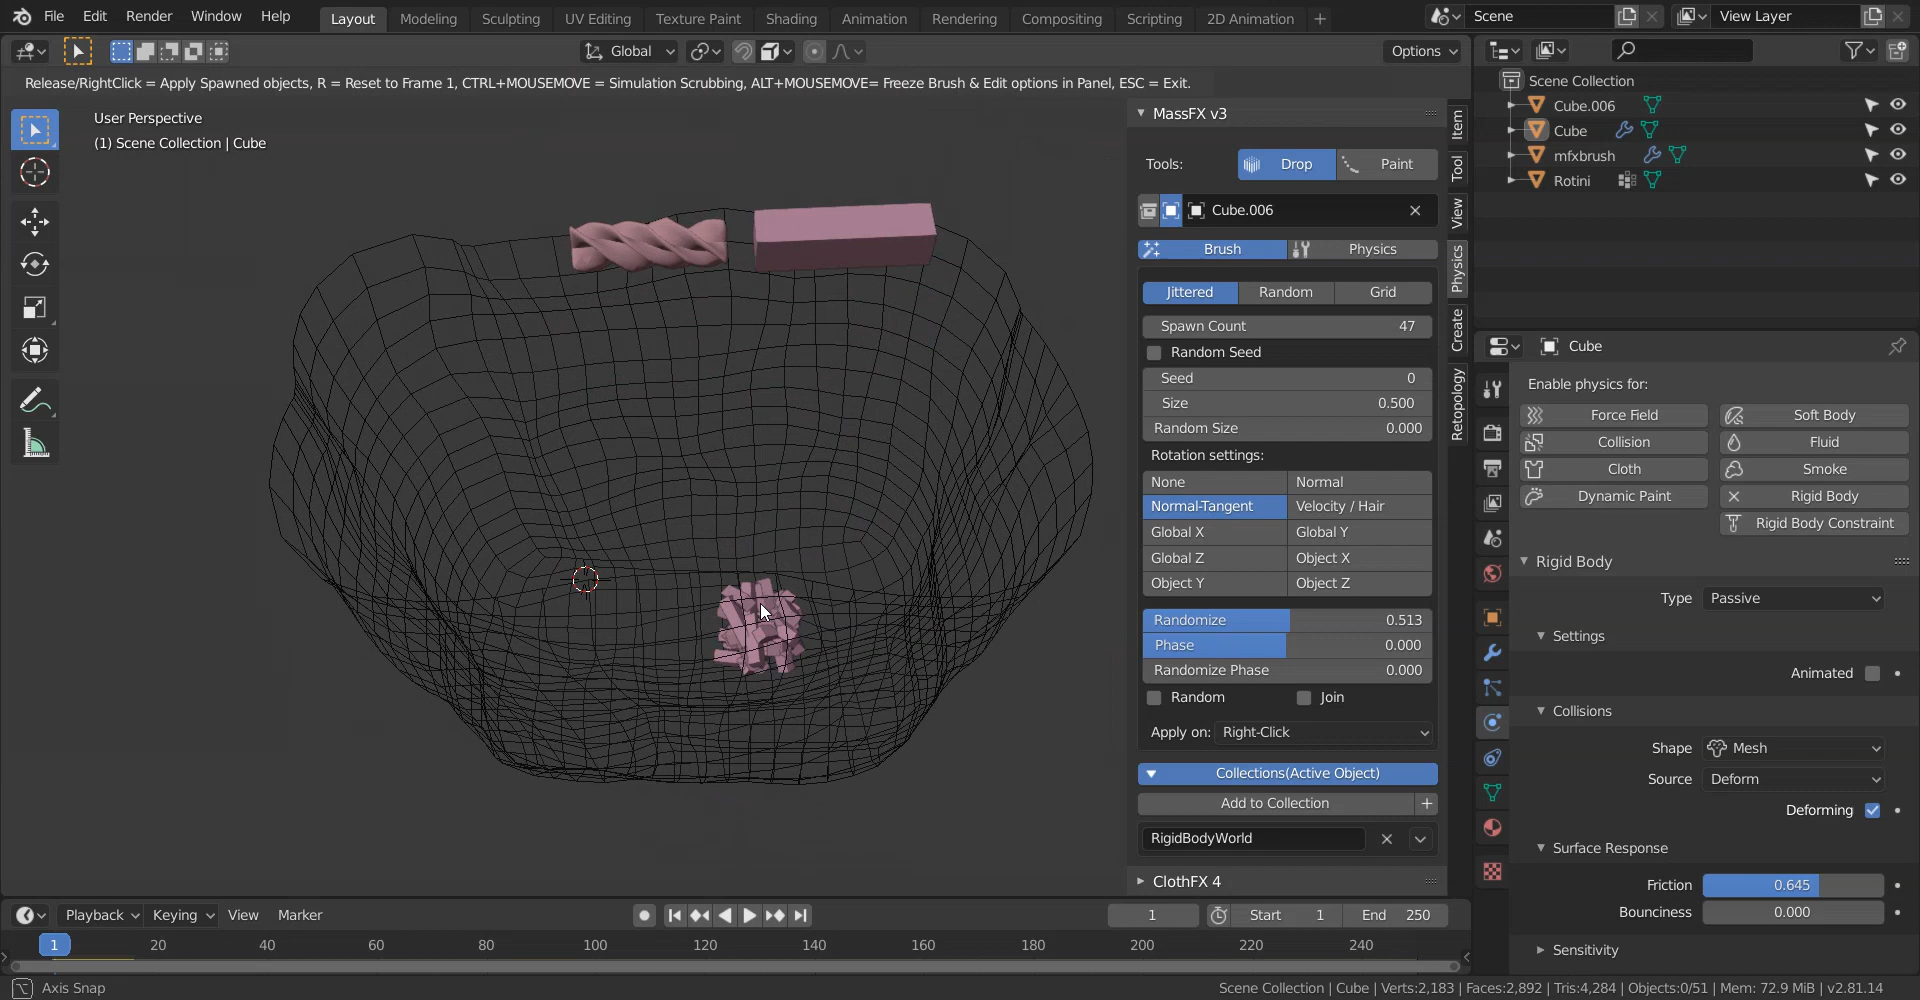 File Edit Render Window Help Layout Modeling Sculpting UV Editing Texture Paint Shading Animation Rendering Compositing Scripting 2D Animation + Scene View Layer
Global Options
Release/RightClick = Apply Spawned objects, R = Reset to Frame 1, CTRL+MOUSEMOVE = Simulation Scrubbing, ALT+MOUSEMOVE= Freeze Brush & Edit options in Panel, ESC = Exit.
User Perspective
(1) Scene Collection | Cube
MassFX v3
Tools: Drop Paint
Cube.006
Brush Physics
Jittered Random Grid
Spawn Count 47
Random Seed
Seed 0
Size 0.500
Random Size 0.000
Rotation settings:
None Normal
Normal-Tangent Velocity / Hair
Global X Global Y
Global Z Object X
Object Y Object Z
Randomize 0.513
Phase 0.000
Randomize Phase 0.000
Random Join
Apply on: Right-Click
Collections(Active Object)
Add to Collection +
RigidBodyWorld
ClothFX 4
Item
Tool
View
Physics
Create
Retopology
Scene Collection
Cube.006
Cube
mfxbrush
Rotini
Cube
Enable physics for:
Force Field Soft Body
Collision Fluid
Cloth Smoke
Dynamic Paint Rigid Body
Rigid Body Constraint
Rigid Body
Type Passive
Settings
Animated
Collisions
Shape Mesh
Source Deform
Deforming
Surface Response
Friction 0.645
Bounciness 0.000
Sensitivity
Playback Keying View Marker 1 Start 1 End 250
1 20 40 60 80 100 120 140 160 180 200 220 240
Axis Snap
Scene Collection | Cube | Verts:2,183 | Faces:2,892 | Tris:4,284 | Objects:0/51 | Mem: 72.9 MiB | v2.81.14